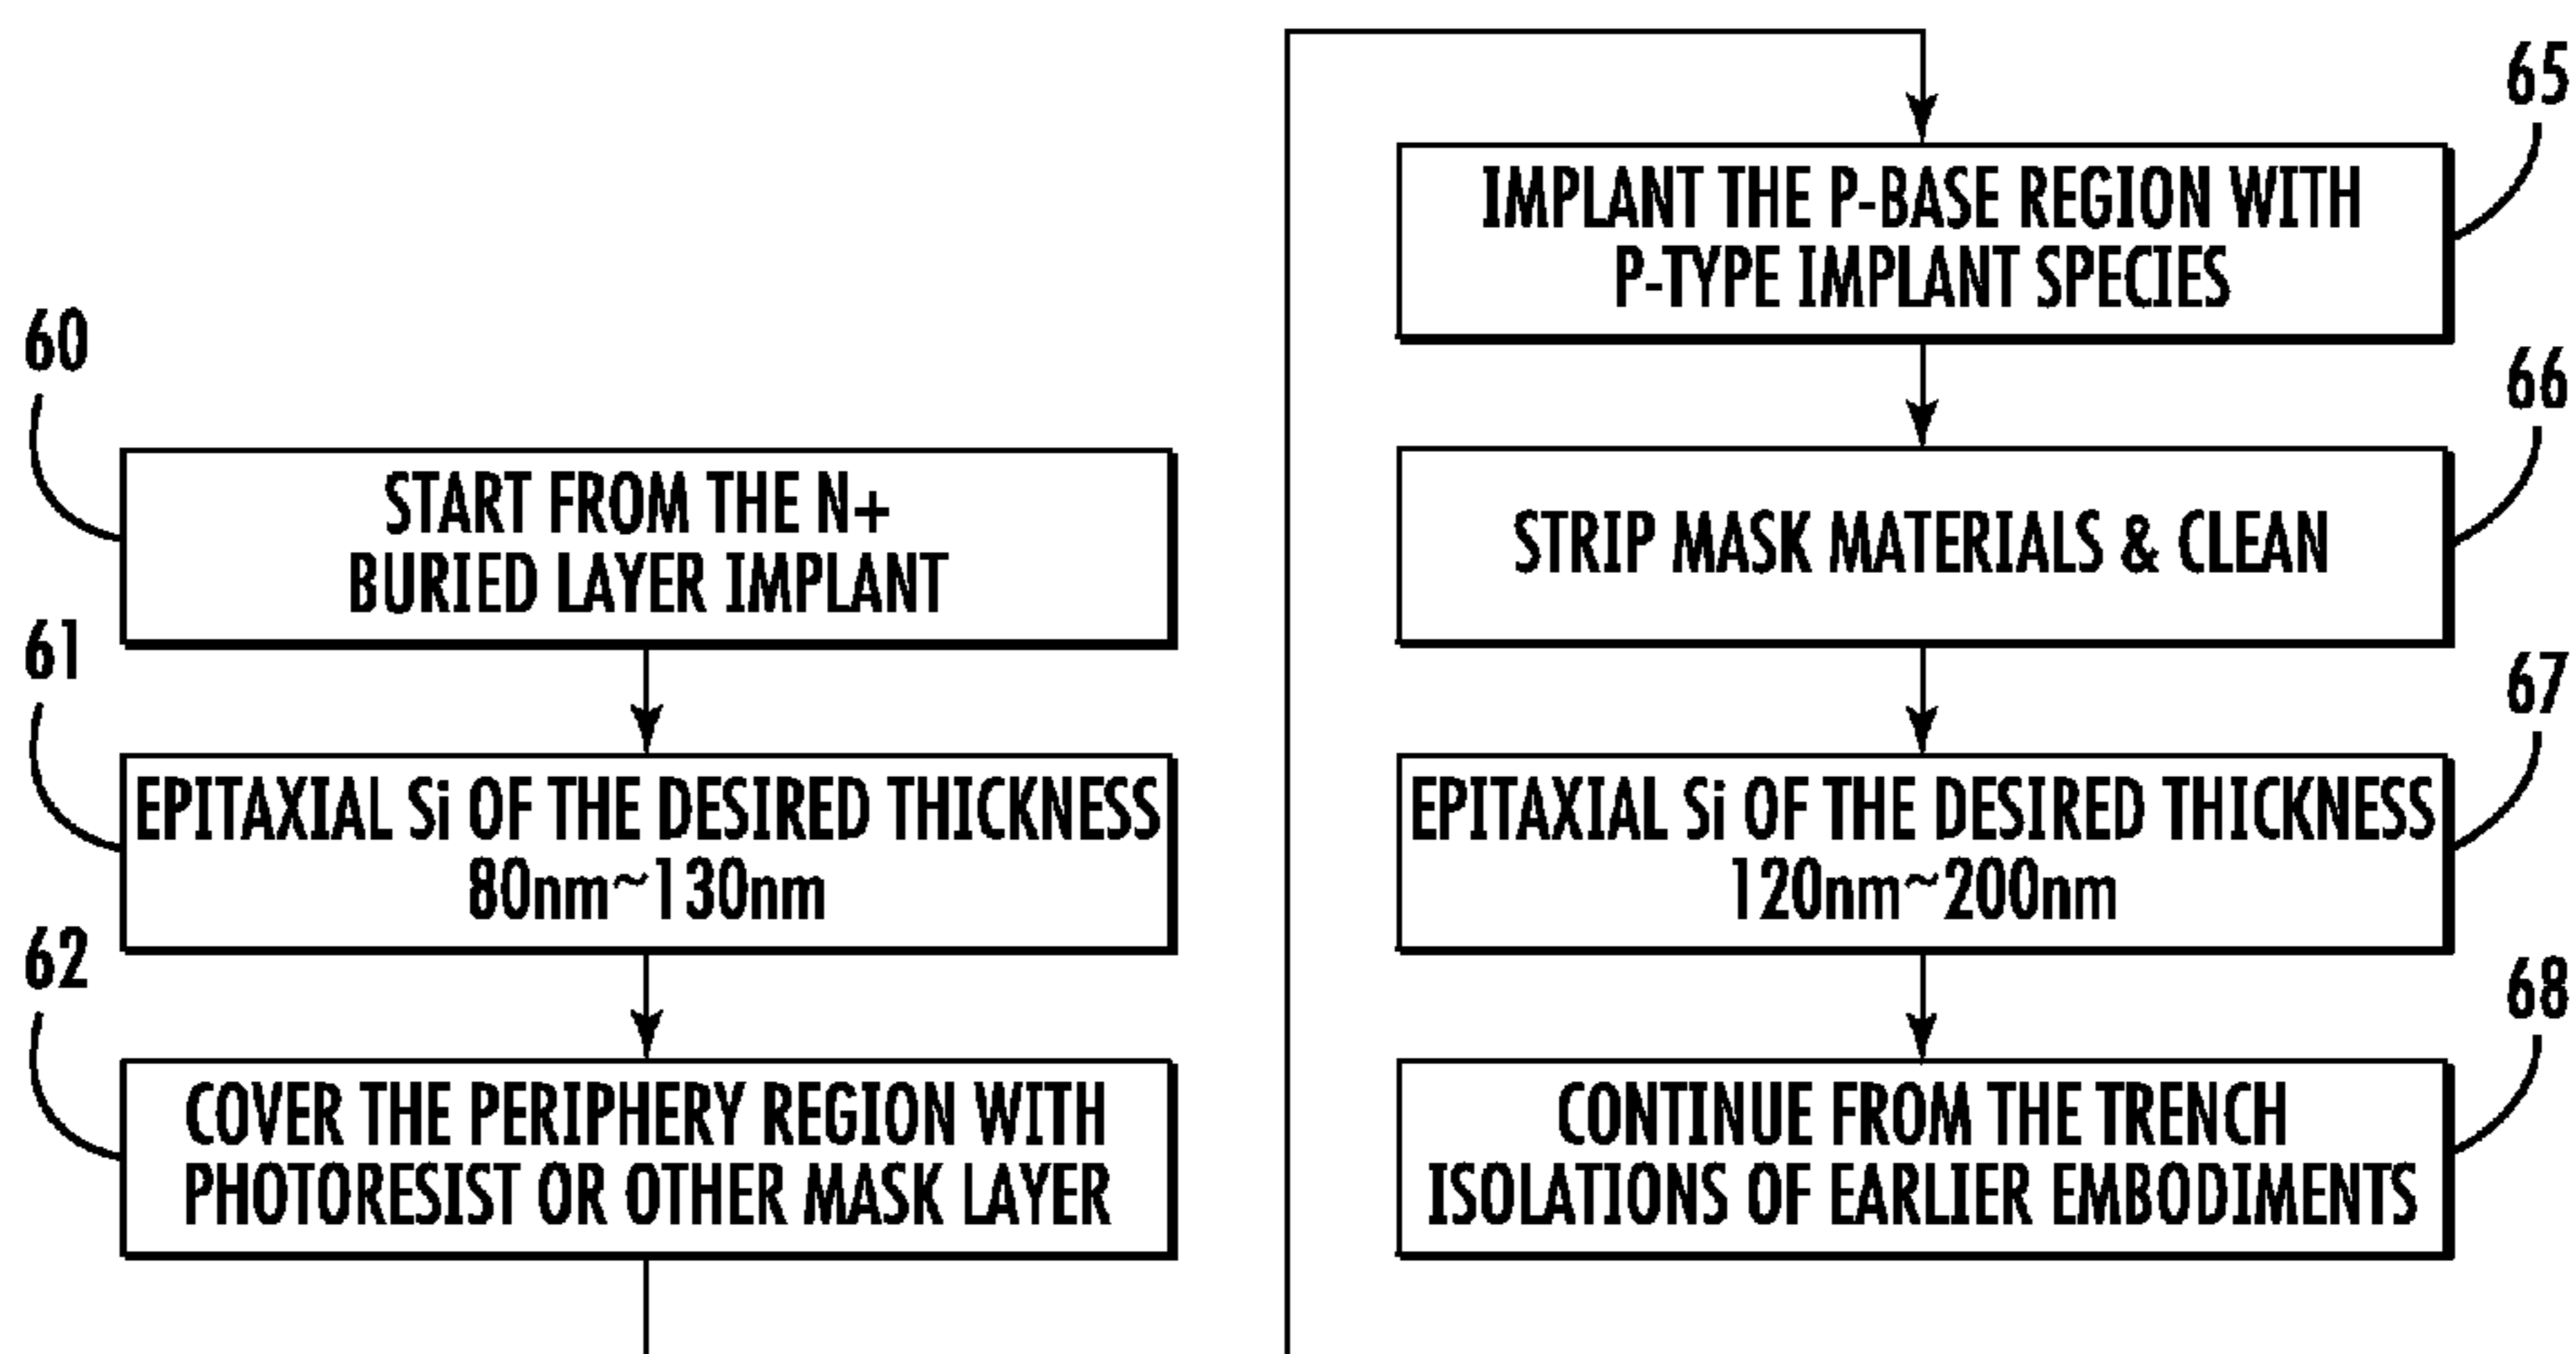 60
START FROM THE N+
BURIED LAYER IMPLANT
61
EPITAXIAL Si OF THE DESIRED THICKNESS
80nm~130nm
62
COVER THE PERIPHERY REGION WITH
PHOTORESIST OR OTHER MASK LAYER
65
IMPLANT THE P-BASE REGION WITH
P-TYPE IMPLANT SPECIES
66
STRIP MASK MATERIALS & CLEAN
67
EPITAXIAL Si OF THE DESIRED THICKNESS
120nm~200nm
68
CONTINUE FROM THE TRENCH
ISOLATIONS OF EARLIER EMBODIMENTS